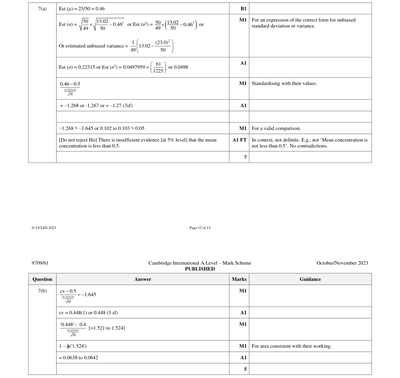 7(a) Est (μ) = 23/50 = 0.46 B1
Est (σ) = √(50/49) × √(13.02/50 − 0.46²) or Est (σ²) = 50/49 × (13.02/50 − 0.46²) or M1 For an expression of the correct form for unbiased
standard deviation or variance.
Or estimated unbiased variance = 1/49 (13.02 − (23.0)²/50)
Est (σ) = 0.22315 or Est (σ²) = 0.0497959 = (61/1225) or 0.0498 A1
0.46 − 0.5 M1 Standardising with their values.
= −1.268 or -1.267 or = −1.27 (3sf) A1
−1.268 > −1.645 or 0.102 to 0.103 > 0.05 M1 For a valid comparison.
[Do not reject H₀] There is insufficient evidence [at 5% level] that the mean A1 FT In context, not definite. E.g., not 'Mean concentration is
concentration is less than 0.5. not less than 0.5'. No contradictions.
7
© UCLES 2023 Page 12 of 13
9709/61 Cambridge International A Level – Mark Scheme October/November 2023
PUBLISHED
Question Answer Marks Guidance
7(b) cv − 0.5 = −1.645 M1
cv = 0.448(1) or 0.448 (3 sf) A1
'0.448' − 0.4 [=1.521 to 1.524] M1
1 − ϕ('1.524') M1 For area consistent with their working.
= 0.0638 to 0.0642 A1
5